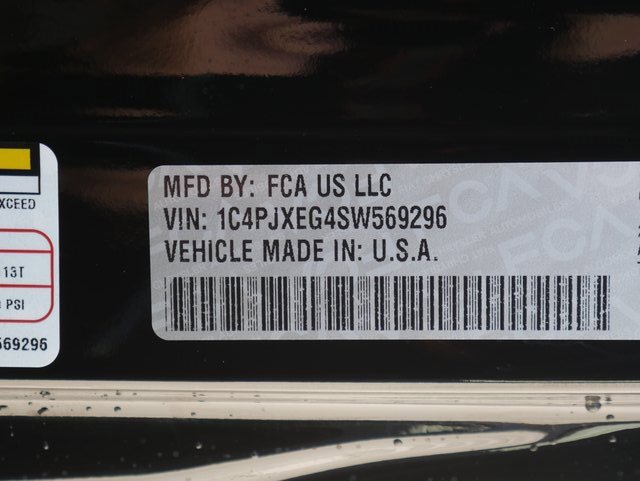 MFD BY: FCA US LLC
VIN: 1C4PJXEG4SW569296
VEHICLE MADE IN: U.S.A.
XCEED
13T
PSI
569296